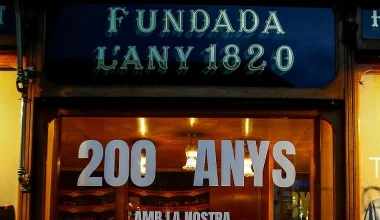 FUNDADA
L'ANY 1820
200 ANYS
AMB LA NOSTRA